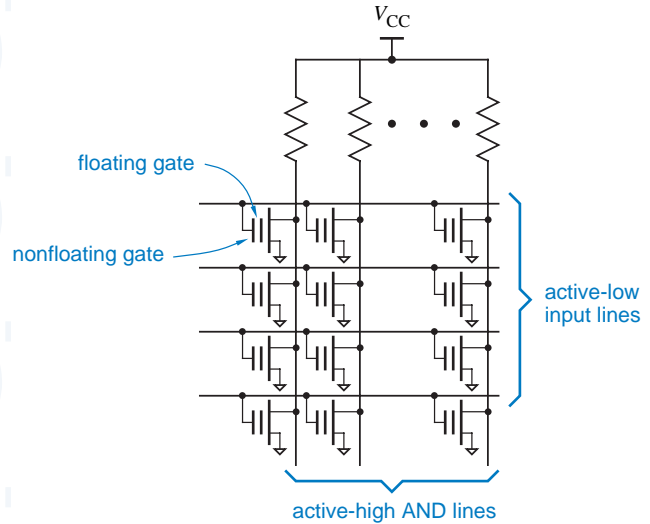 VCC
floating gate
nonfloating gate
active-low
input lines
active-high AND lines